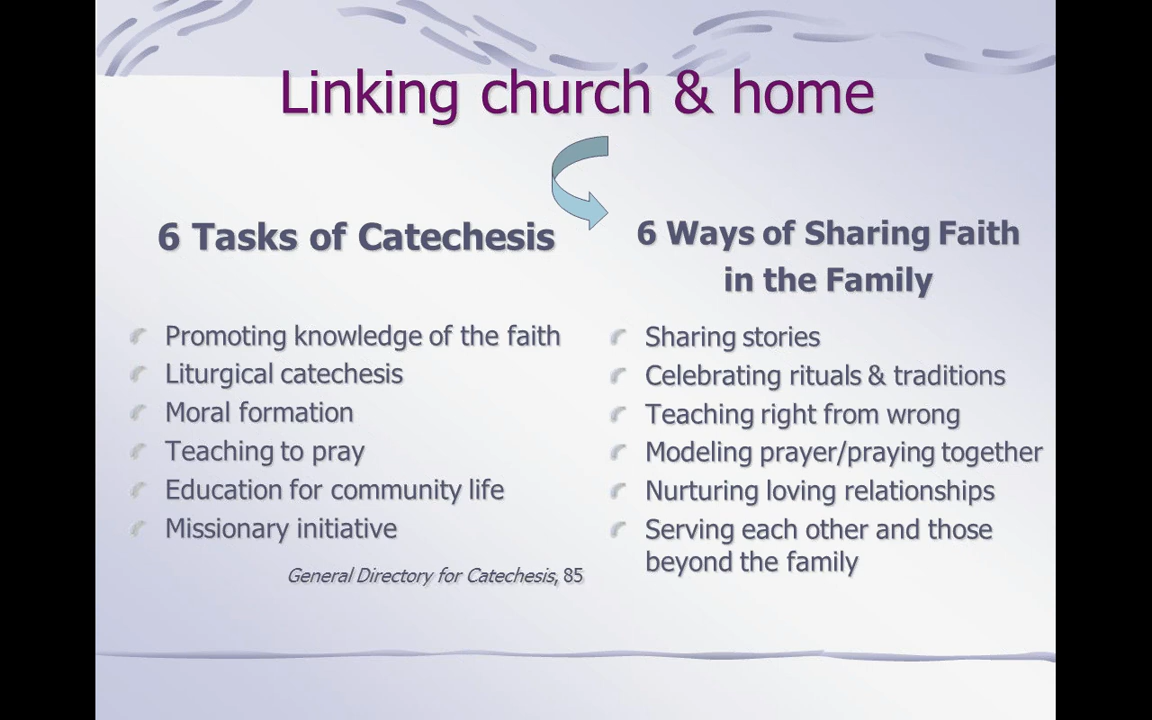 Linking church & home
6 Tasks of Catechesis
Promoting knowledge of the faith
Liturgical catechesis
Moral formation
Teaching to pray
Education for community life
Missionary initiative
General Directory for Catechesis, 85
6 Ways of Sharing Faith
in the Family
Sharing stories
Celebrating rituals & traditions
Teaching right from wrong
Modeling prayer/praying together
Nurturing loving relationships
Serving each other and those
beyond the family